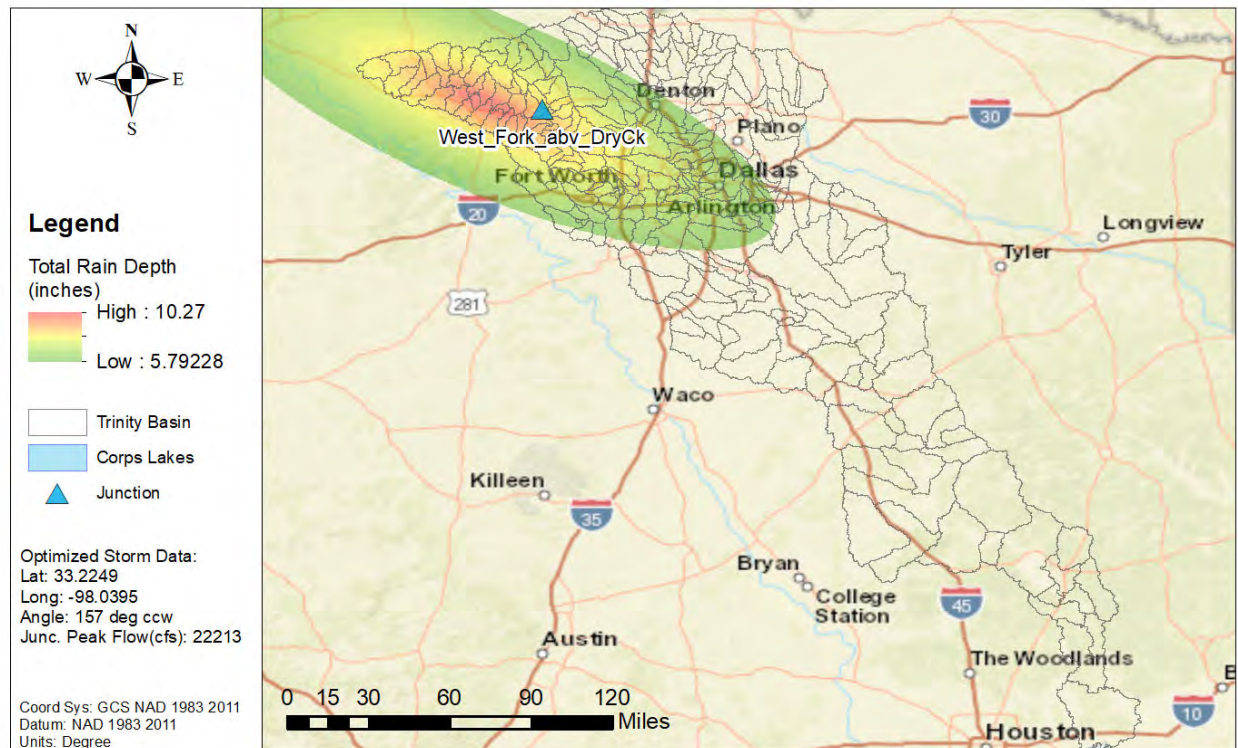 N
W E
S
Legend
Total Rain Depth
(inches)
High : 10.27
Low : 5.79228
Trinity Basin
Corps Lakes
Junction
Optimized Storm Data:
Lat: 33.2249
Long: -98.0395
Angle: 157 deg ccw
Junc. Peak Flow(cfs): 22213
Coord Sys: GCS NAD 1983 2011
Datum: NAD 1983 2011
Units: Degree
Denton
30
Plano
West_Fork_abv_DryCk
Dallas
Fort Worth
Arlington
20
Longview
Tyler
281
Waco
Killeen
35
Bryan
College
Station
45
Austin
The Woodlands
B
10
Houston
0 15 30 60 90 120
Miles